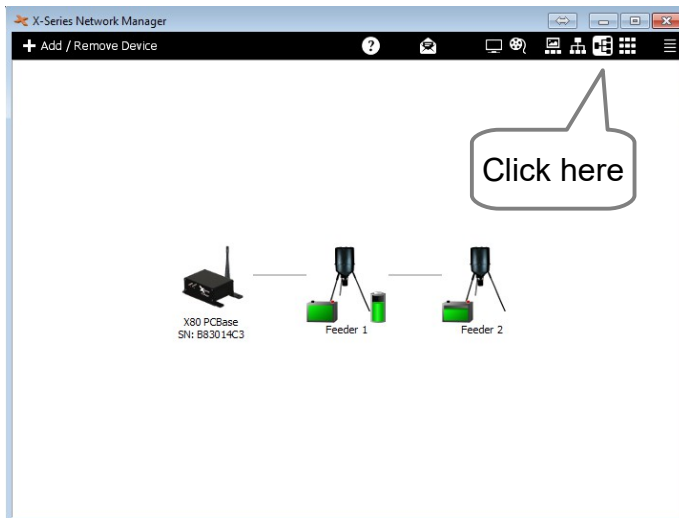 X-Series Network Manager
+ Add / Remove Device
?
Click here
X80 PCBase
SN: B83014C3
Feeder 1
Feeder 2